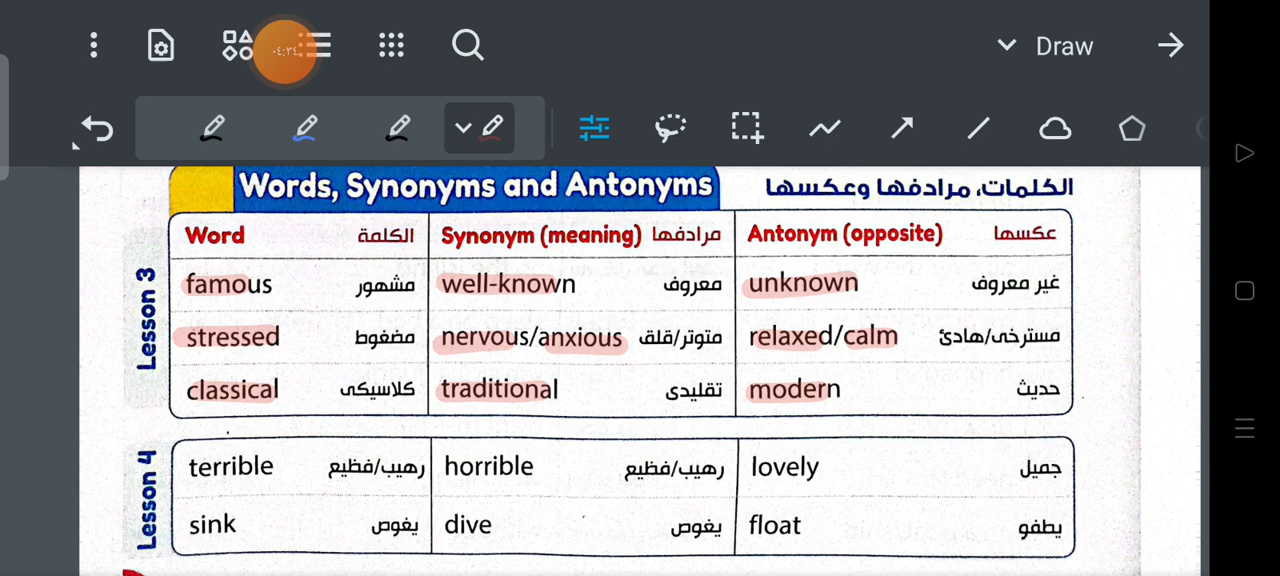 ٠٤:٣٤
Draw
Words, Synonyms and Antonyms الكلمات، مرادفها وعكسها
Lesson 3
Word الكلمة Synonym (meaning) مرادفها Antonym (opposite) عكسها
famous مشهور well-known معروف unknown غير معروف
stressed مضغوط nervous/anxious متوتر/قلق relaxed/calm مسترخى/هادئ
classical كلاسيكى traditional تقليدى modern حديث
Lesson 4
terrible رهيب/فظيع horrible رهيب/فظيع lovely جميل
sink يغوص dive يغوص float يطفو